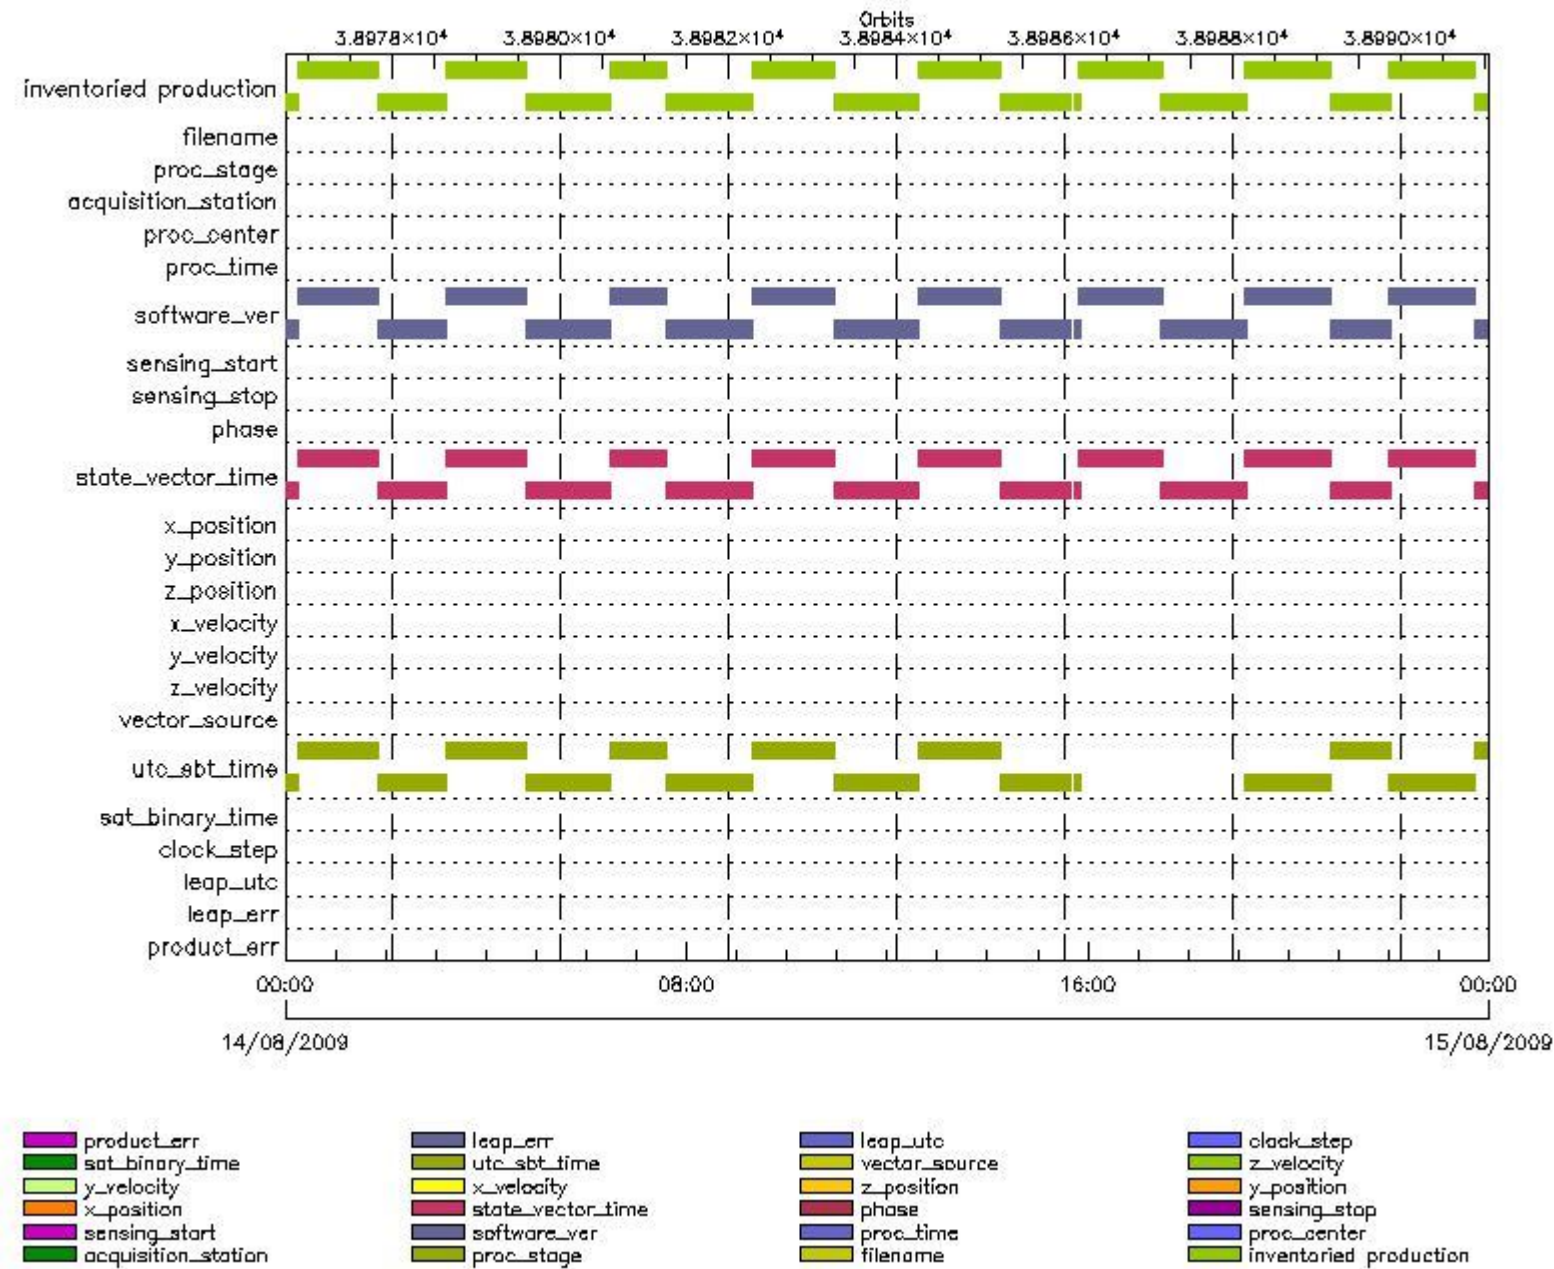 Orbits
3.8978×10⁴ 3.8980×10⁴ 3.8982×10⁴ 3.8984×10⁴ 3.8986×10⁴ 3.8988×10⁴ 3.8990×10⁴
inventoried production
filename
proc_stage
acquisition_station
proc_center
proc_time
software_ver
sensing_start
sensing_stop
phase
state_vector_time
x_position
y_position
z_position
x_velocity
y_velocity
z_velocity
vector_source
utc_sbt_time
sat_binary_time
clock_step
leap_utc
leap_err
product_err
00:00 08:00 16:00 00:00
14/08/2009 15/08/2009
product_err leap_err leap_utc clock_step
sat_binary_time utc_sbt_time vector_source z_velocity
y_velocity x_velocity z_position y_position
x_position state_vector_time phase sensing_stop
sensing_start software_ver proc_time proc_center
acquisition_station proc_stage filename inventoried production